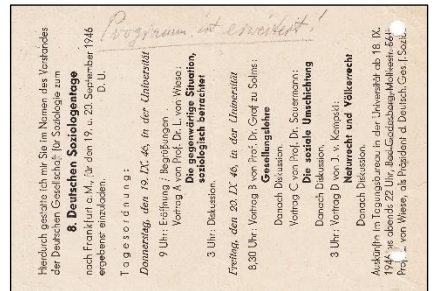 Programm ist erweitert!
Hierdurch gestatte ich mir Sie im Namen des Vorstandes
der Deutschen Gesellschaft für Soziologie zum
8. Deutschen Soziologentage
nach Frankfurt a. M., für den 19. u. 20. September 1946
ergebenst einzuladen.
D. U.
Tagesordnung:
Donnerstag, den 19. IX. 46, in der Universität
9 Uhr: Eröffnung / Begrüßungen.
Vortrag A von Prof. Dr. L. von Wiese:
Die gegenwärtige Situation,
soziologisch betrachtet
3 Uhr: Diskussion.
Freitag, den 20. IX. 46, in der Universität
8,30 Uhr: Vortrag B von Prof. Dr. Graf zu Solms:
Gesellungslehre
Danach Diskussion.
Vortrag C von Prof. Dr. Sauermann:
Die soziale Umschichtung
Danach Diskussion.
3 Uhr: Vortrag D von J. v. Kempski:
Naturrecht und Völkerrecht
Danach Diskussion.
Auskünfte im Tagungsbüro in der Universität ab 18. IX.
1946 bis abends 22 Uhr, Bad Godesberg,
Prof. L. von Wiese, als Präsident d. Deutsch. Ges. f. Soziol.